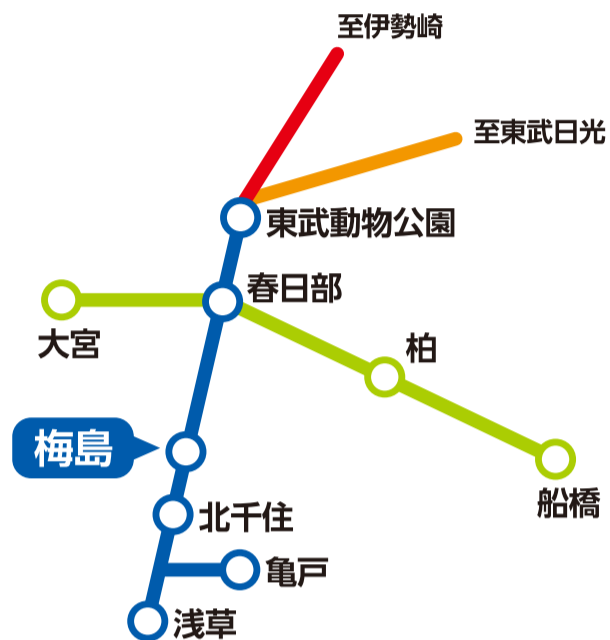 至伊勢崎
至東武日光
東武動物公園
春日部
大宮
柏
梅島
船橋
北千住
亀戸
浅草